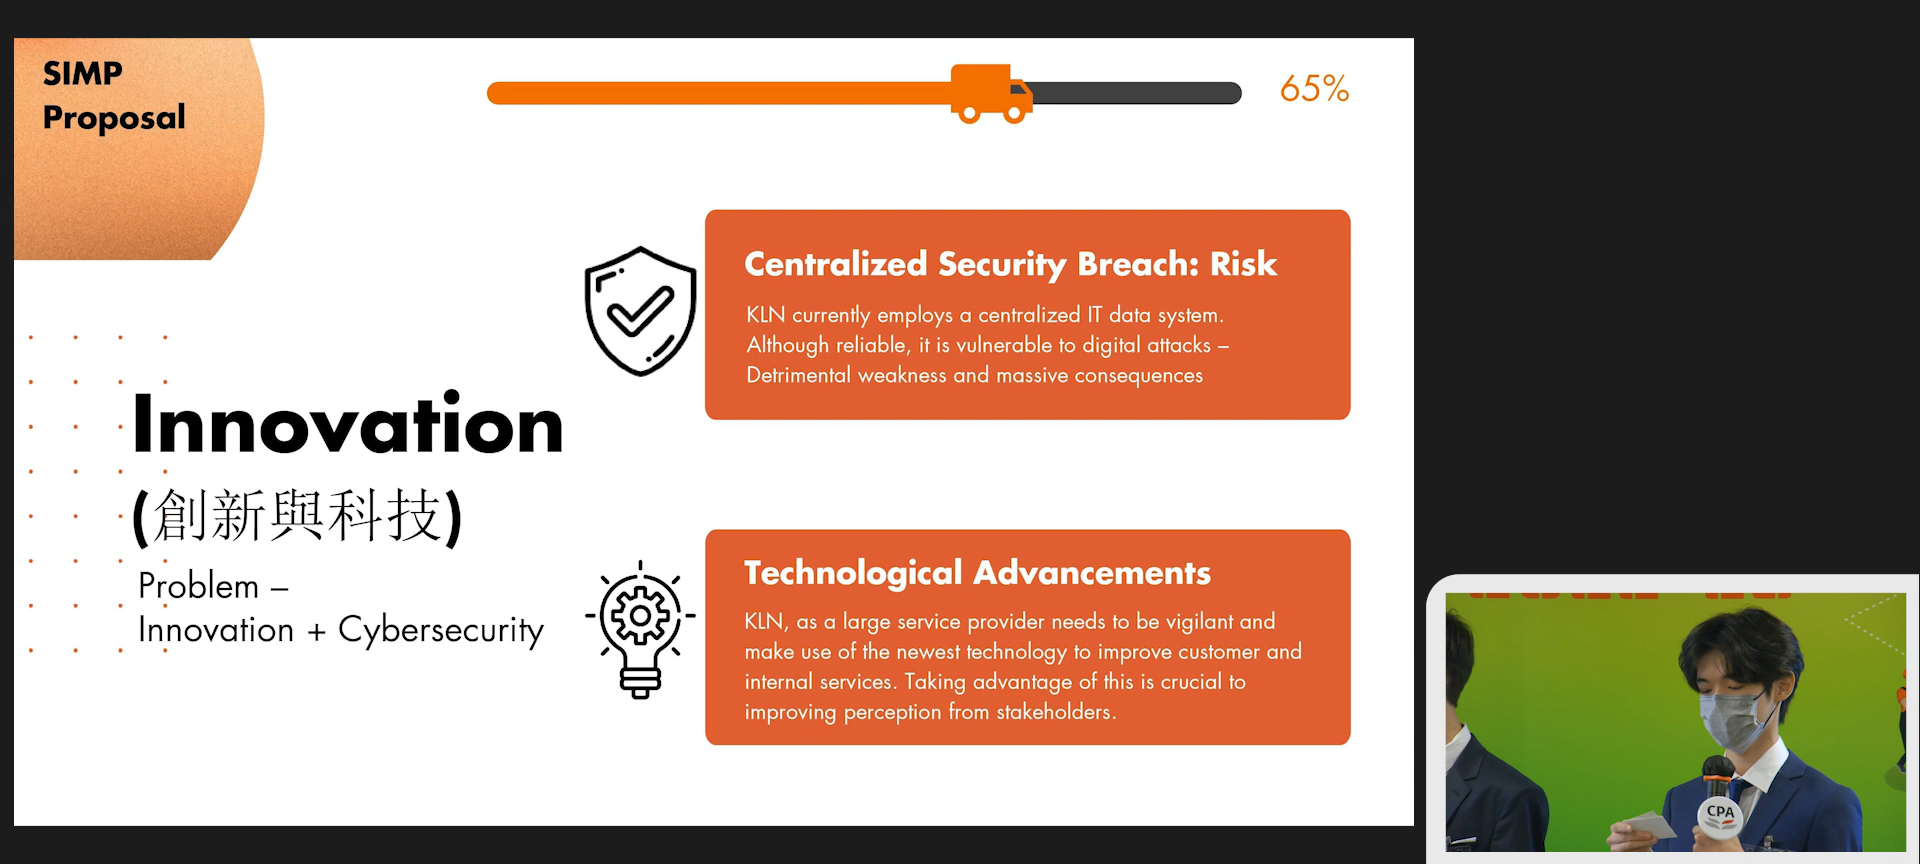 SIMP
Proposal
65%
Centralized Security Breach: Risk
KLN currently employs a centralized IT data system.
Although reliable, it is vulnerable to digital attacks –
Detrimental weakness and massive consequences
Innovation
(創新與科技)
Problem –
Innovation + Cybersecurity
Technological Advancements
KLN, as a large service provider needs to be vigilant and
make use of the newest technology to improve customer and
internal services. Taking advantage of this is crucial to
improving perception from stakeholders.
CPA